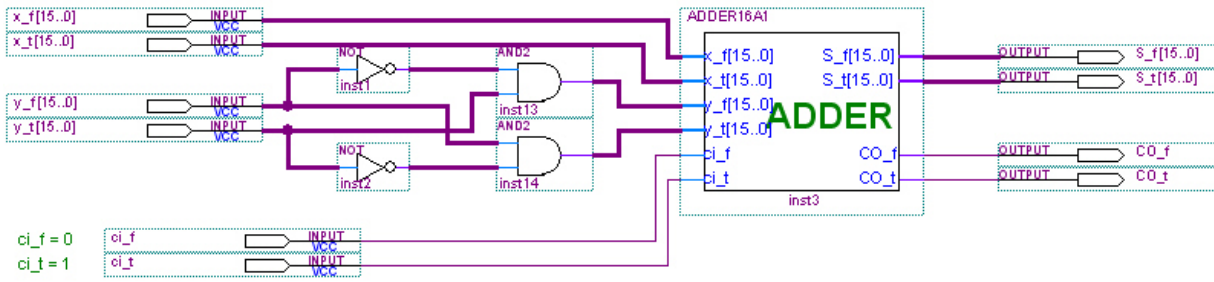 x_f[15..0] INPUT VCC
x_t[15..0] INPUT VCC
y_f[15..0] INPUT VCC
y_t[15..0] INPUT VCC
NOT
inst1
NOT
inst2
AND2
inst13
AND2
inst14
ADDER16A1
x_f[15..0] S_f[15..0]
x_t[15..0] S_t[15..0]
y_f[15..0]
ADDER
y_t[15..0]
ci_f CO_f
ci_t CO_t
inst3
OUTPUT S_f[15..0]
OUTPUT S_t[15..0]
OUTPUT CO_f
OUTPUT CO_t
ci_f = 0
ci_t = 1
ci_f INPUT VCC
ci_t INPUT VCC